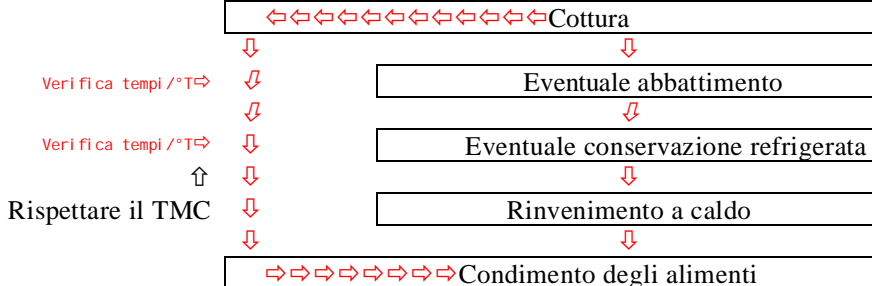 ⇦⇦⇦⇦⇦⇦⇦⇦⇦⇦⇦⇦Cottura
⇩ ⇩
Verifica tempi/°T⇨ ⇩ Eventuale abbattimento
⇩ ⇩
Verifica tempi/°T⇨ ⇩ Eventuale conservazione refrigerata
⇧ ⇩ ⇩
Rispettare il TMC ⇩ Rinvenimento a caldo
⇩ ⇩
⇨⇨⇨⇨⇨⇨⇨⇨Condimento degli alimenti